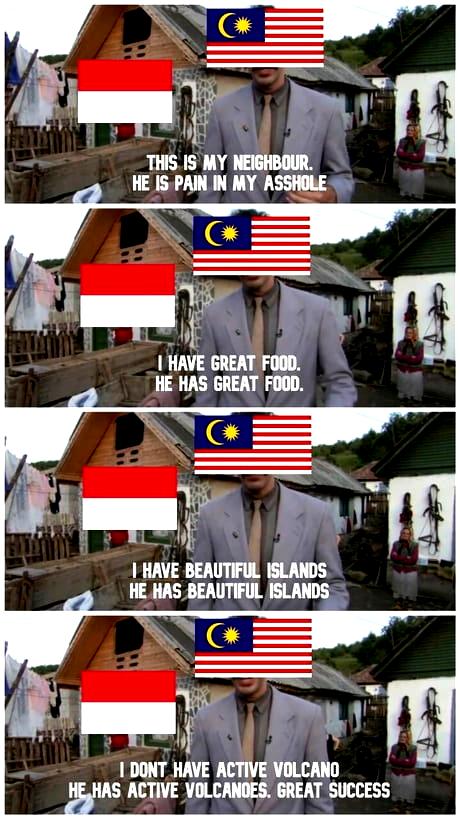 THIS IS MY NEIGHBOUR.
HE IS PAIN IN MY ASSHOLE
I HAVE GREAT FOOD.
HE HAS GREAT FOOD.
I HAVE BEAUTIFUL ISLANDS
HE HAS BEAUTIFUL ISLANDS
I DONT HAVE ACTIVE VOLCANO
HE HAS ACTIVE VOLCANOES. GREAT SUCCESS